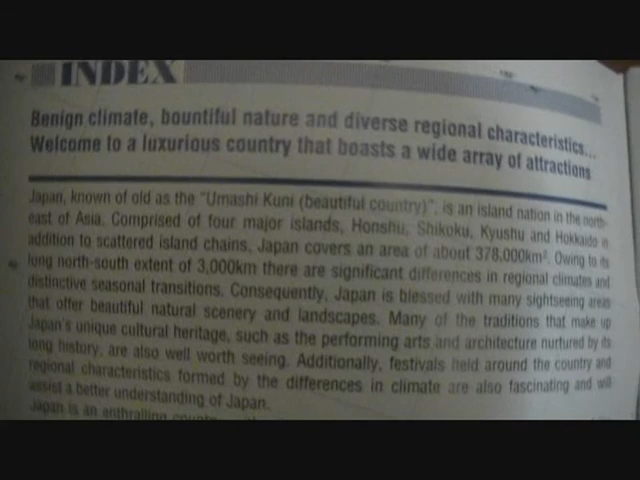 INDEX
Benign climate, bountiful nature and diverse regional characteristics...
Welcome to a luxurious country that boasts a wide array of attractions
Japan, known of old as the "Umashi Kuni (beautiful country)", is an island nation in the north-
east of Asia. Comprised of four major islands, Honshu, Shikoku, Kyushu and Hokkaido in
addition to scattered island chains, Japan covers an area of about 378,000km². Owing to its
long north-south extent of 3,000km there are significant differences in regional climates and
distinctive seasonal transitions. Consequently, Japan is blessed with many sightseeing areas
that offer beautiful natural scenery and landscapes. Many of the traditions that make up
Japan's unique cultural heritage, such as the performing arts and architecture nurtured by its
long history, are also well worth seeing. Additionally, festivals held around the country and
regional characteristics formed by the differences in climate are also fascinating and will
assist a better understanding of Japan.
Japan is an enthralling